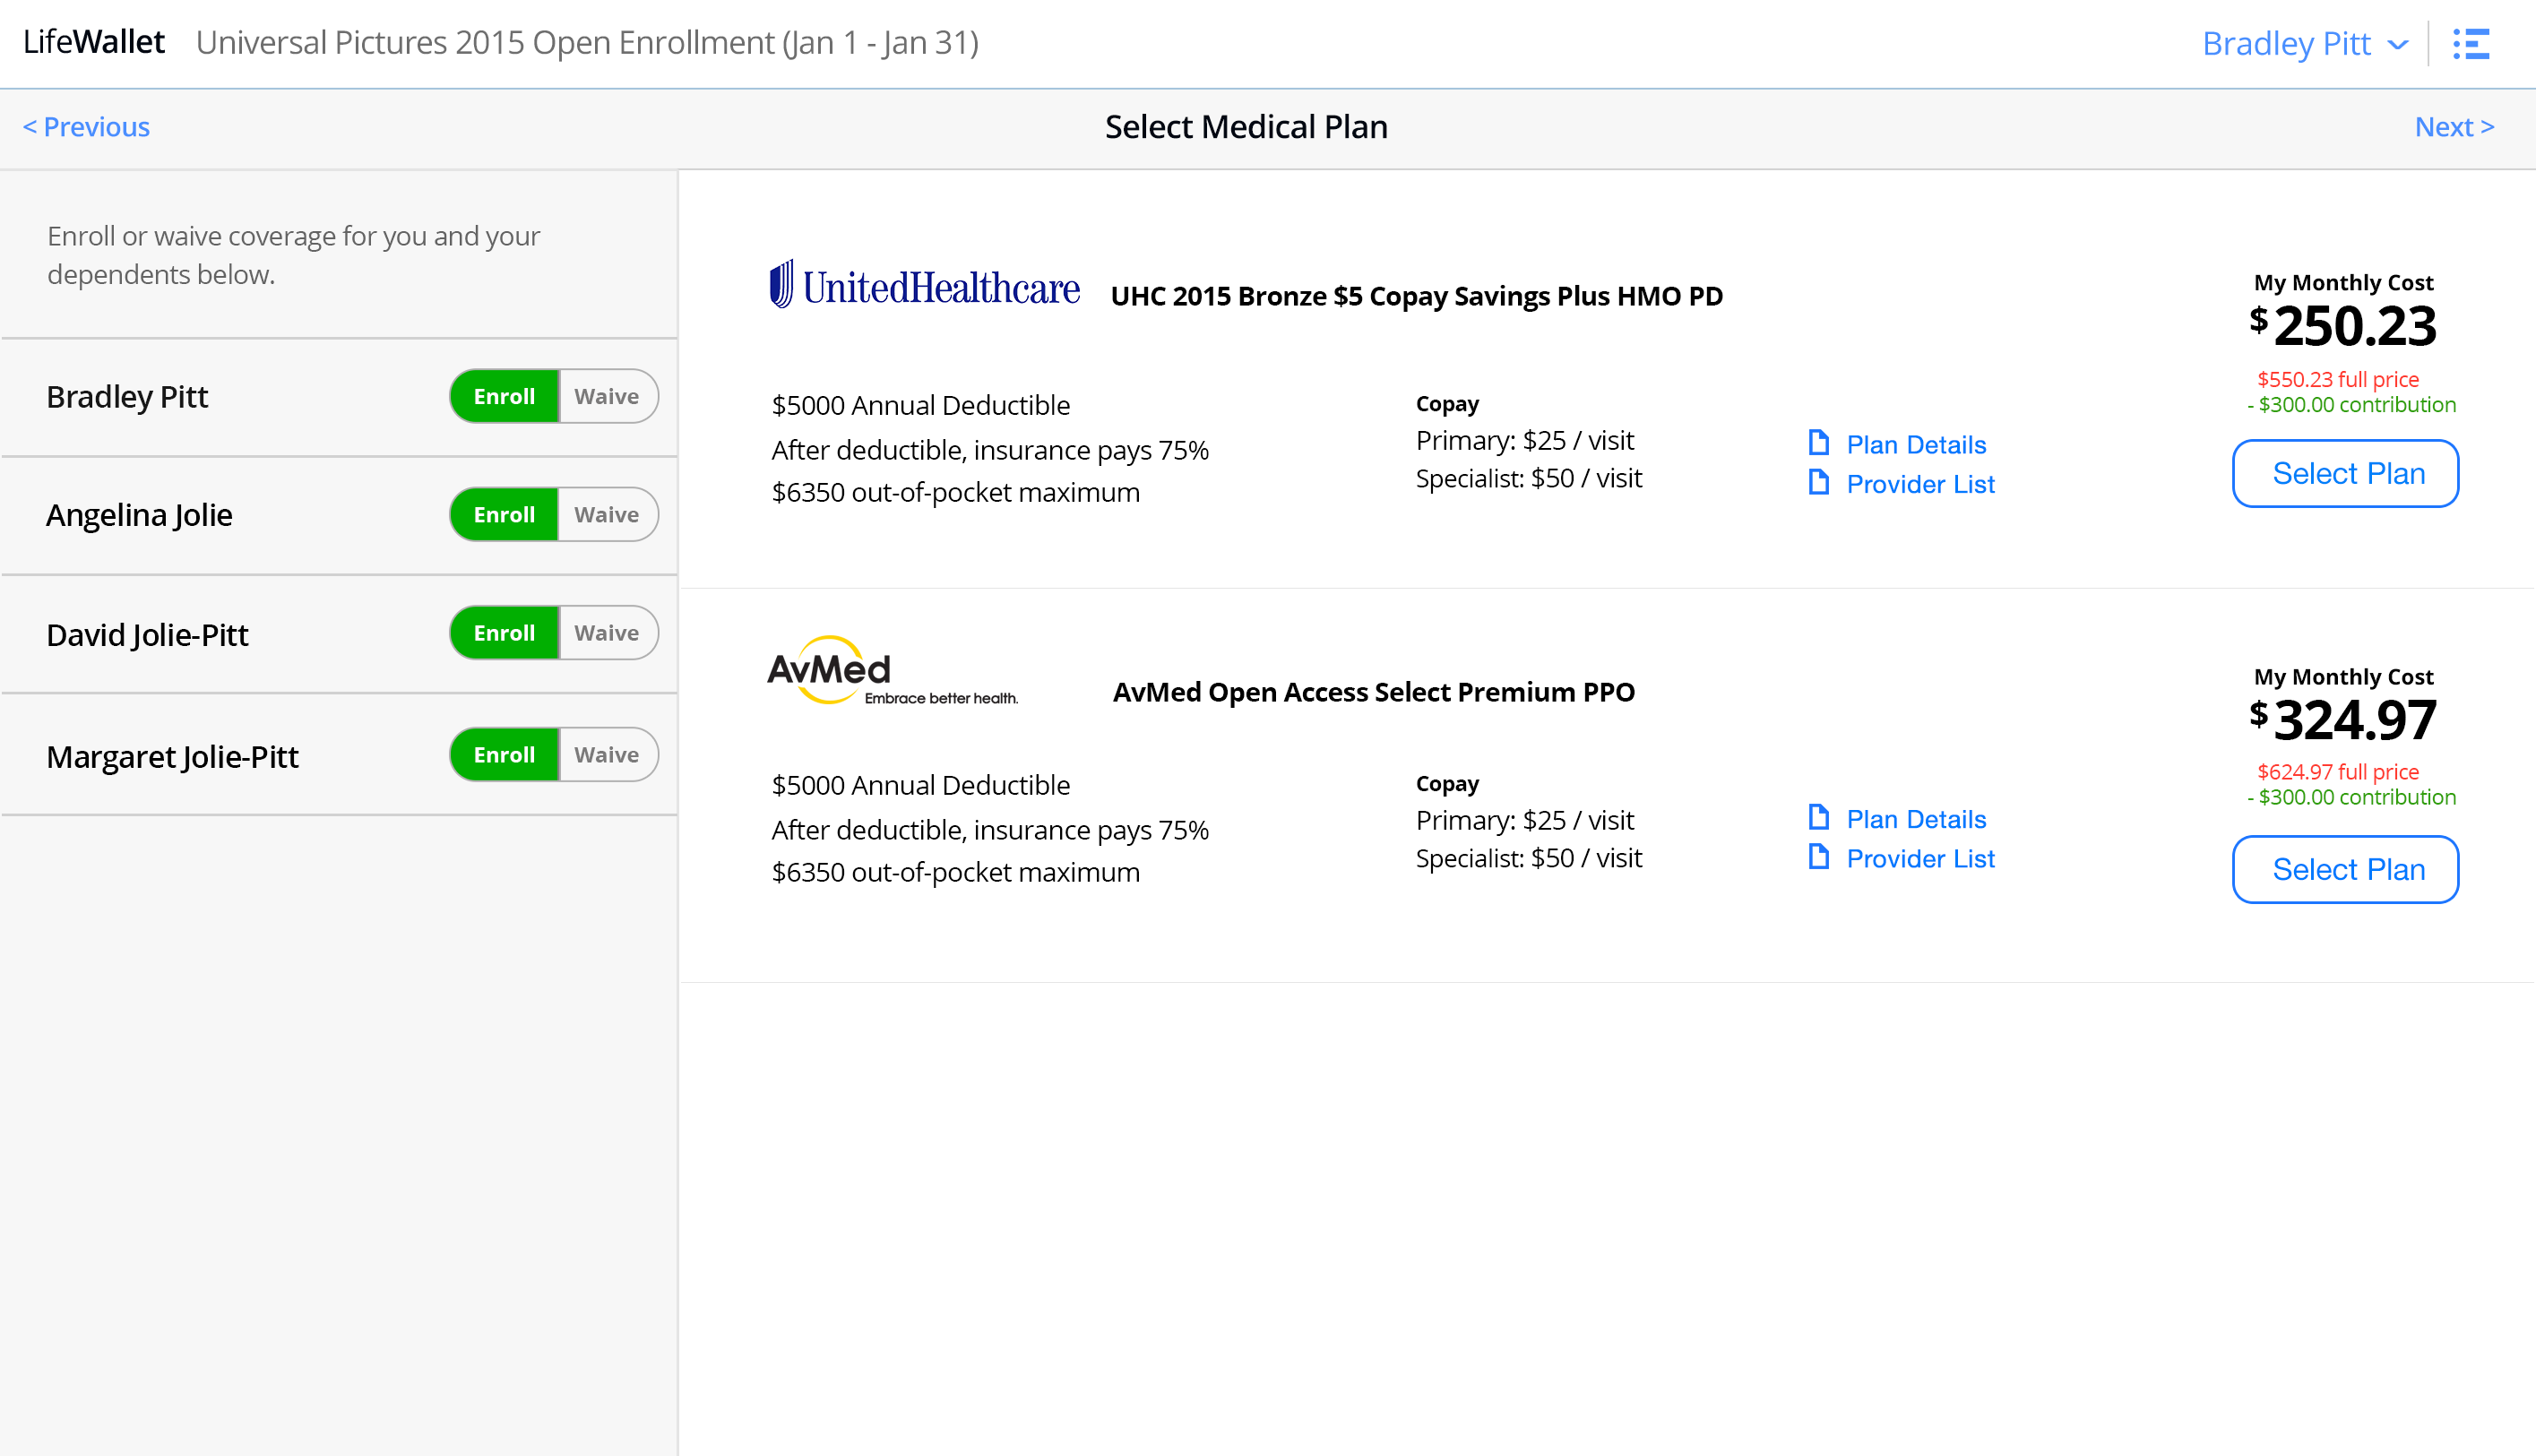 LifeWallet Universal Pictures 2015 Open Enrollment (Jan 1 - Jan 31) Bradley Pitt
< Previous Select Medical Plan Next >
Enroll or waive coverage for you and your
dependents below.
Bradley Pitt Enroll Waive
Angelina Jolie Enroll Waive
David Jolie-Pitt Enroll Waive
Margaret Jolie-Pitt Enroll Waive
UnitedHealthcare UHC 2015 Bronze $5 Copay Savings Plus HMO PD
$5000 Annual Deductible
After deductible, insurance pays 75%
$6350 out-of-pocket maximum
Copay
Primary: $25 / visit
Specialist: $50 / visit
Plan Details
Provider List
My Monthly Cost
$250.23
$550.23 full price
- $300.00 contribution
Select Plan
AvMed
Embrace better health.
AvMed Open Access Select Premium PPO
$5000 Annual Deductible
After deductible, insurance pays 75%
$6350 out-of-pocket maximum
Copay
Primary: $25 / visit
Specialist: $50 / visit
Plan Details
Provider List
My Monthly Cost
$324.97
$624.97 full price
- $300.00 contribution
Select Plan